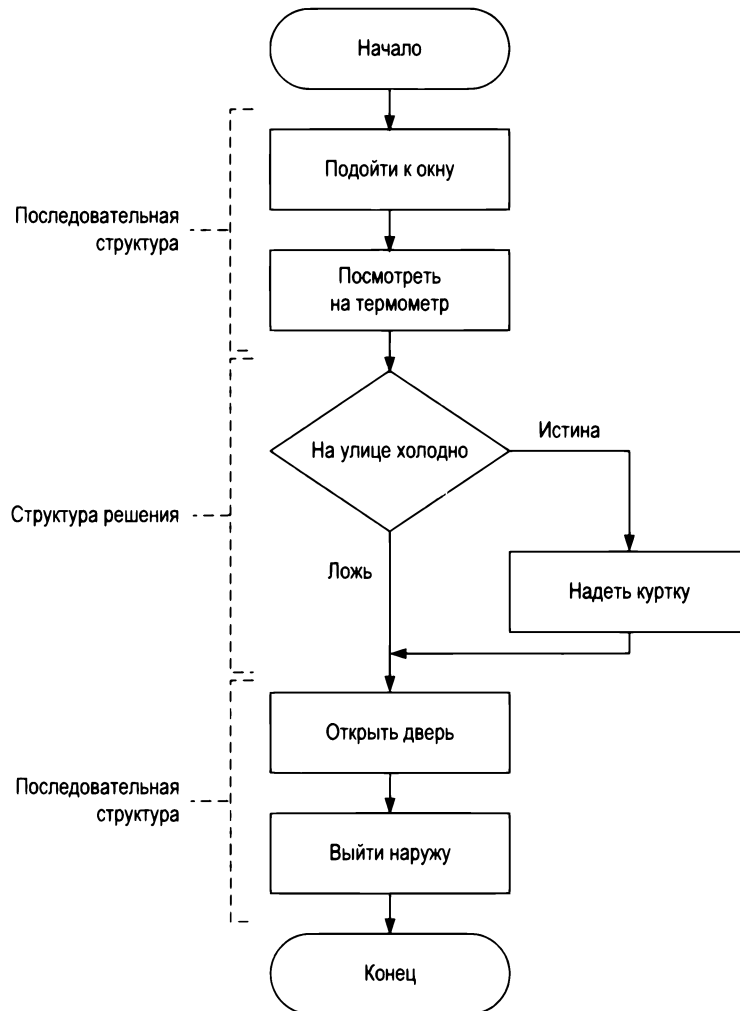 Начало
Подойти к окну
Последовательная
структура
Посмотреть
на термометр
На улице холодно
Истина
Структура решения
Ложь
Надеть куртку
Открыть дверь
Последовательная
структура
Выйти наружу
Конец